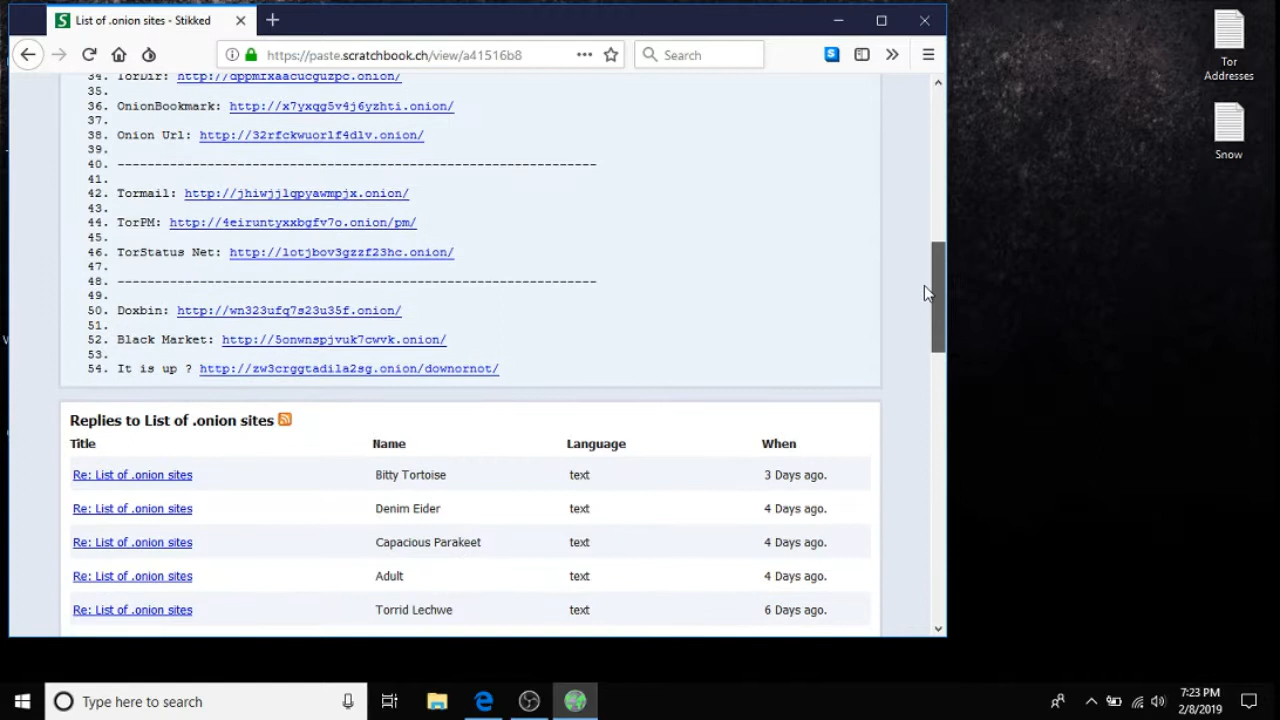 List of .onion sites - Stikked
https://paste.scratchbook.ch/view/a41516b8
Search
34. TorDir: http://dppmfxaacucguzpc.onion/
35.
36. OnionBookmark: http://x7yxqg5v4j6yzhti.onion/
37.
38. Onion Url: http://32rfckwuorlf4dlv.onion/
39.
40. ----------------------------------------------------------------
41.
42. Tormail: http://jhiwjjlqpyawmpjx.onion/
43.
44. TorPM: http://4eiruntyxxbgfv7o.onion/pm/
45.
46. TorStatus Net: http://lotjbov3gzzf23hc.onion/
47.
48. ----------------------------------------------------------------
49.
50. Doxbin: http://wn323ufq7s23u35f.onion/
51.
52. Black Market: http://5onwnspjvuk7cwvk.onion/
53.
54. It is up ? http://zw3crggtadila2sg.onion/downornot/
Replies to List of .onion sites
Title Name Language When
Re: List of .onion sites Bitty Tortoise text 3 Days ago.
Re: List of .onion sites Denim Eider text 4 Days ago.
Re: List of .onion sites Capacious Parakeet text 4 Days ago.
Re: List of .onion sites Adult text 4 Days ago.
Re: List of .onion sites Torrid Lechwe text 6 Days ago.
Tor
Addresses
Snow
Type here to search
7:23 PM
2/8/2019